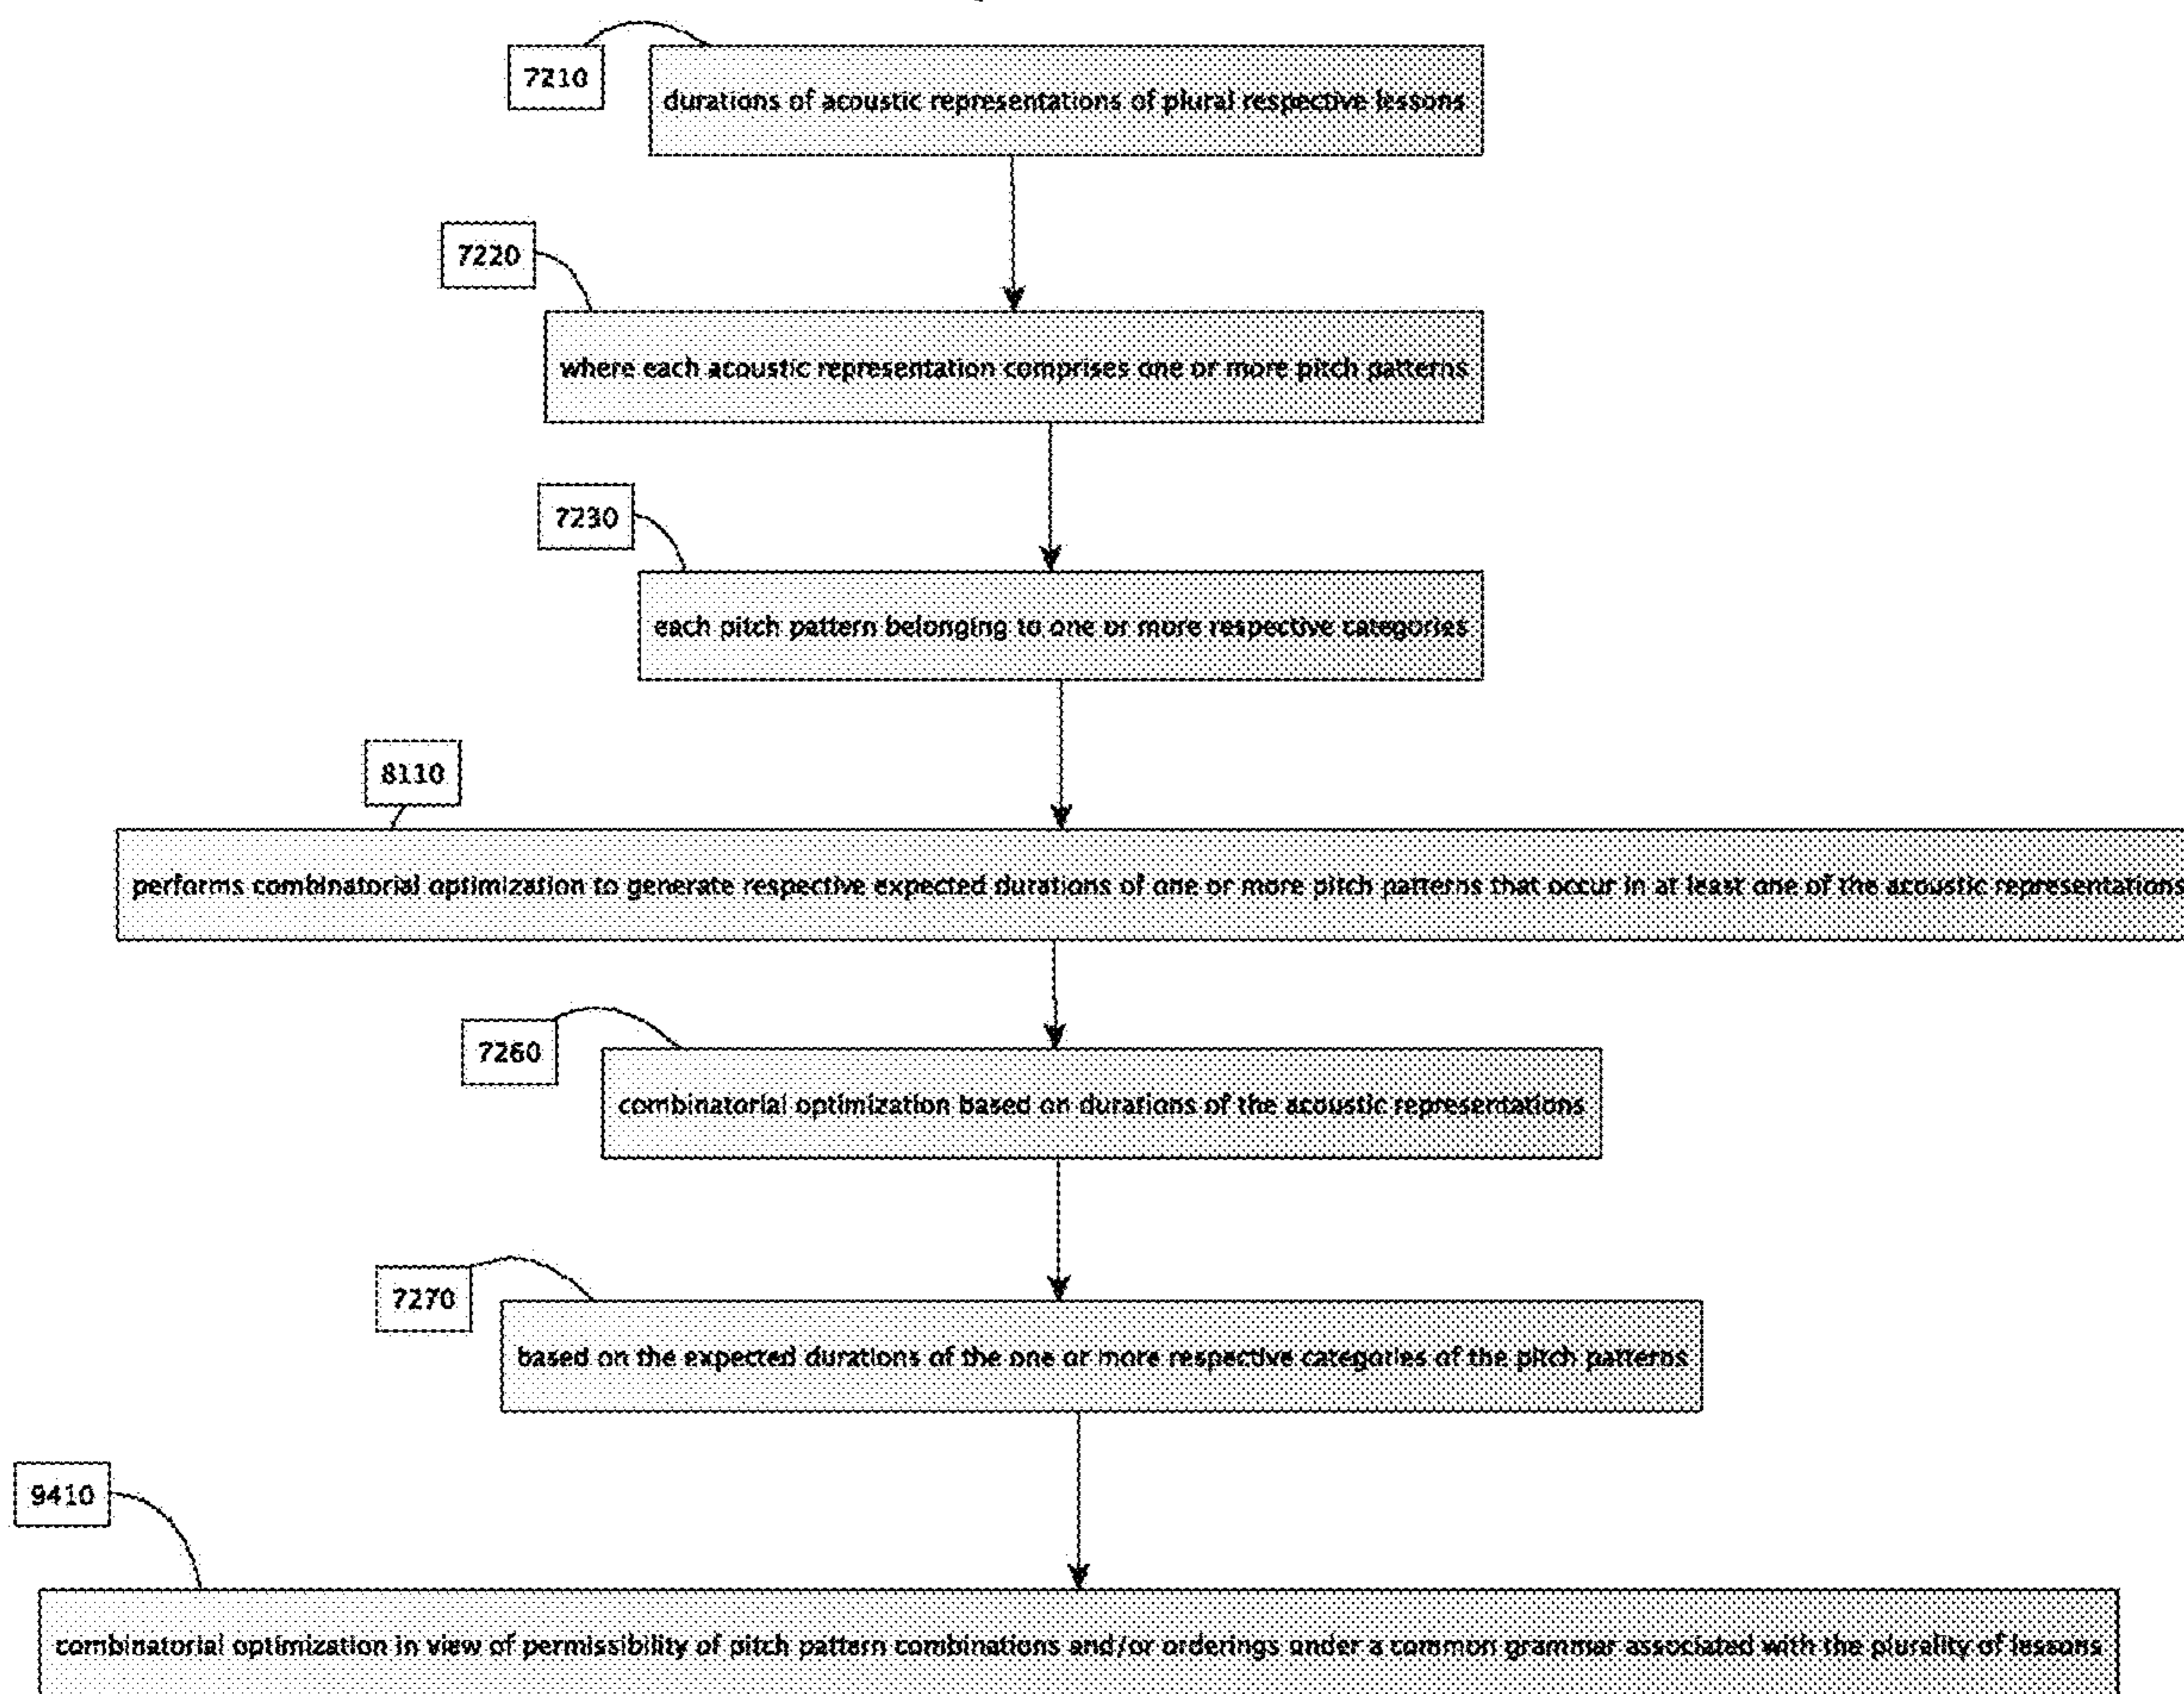 7210
durations of acoustic representations of plural respective lessons
7220
where each acoustic representation comprises one or more pitch patterns
7230
each pitch pattern belonging to one or more respective categories
8110
performs combinatorial optimization to generate respective expected durations of one or more pitch patterns that occur in at least one of the acoustic representations
7260
combinatorial optimization based on durations of the acoustic representations
7270
based on the expected durations of the one or more respective categories of the pitch patterns
9410
combinatorial optimization in view of permissibility of pitch pattern combinations and/or orderings under a common grammar associated with the plurality of lessons